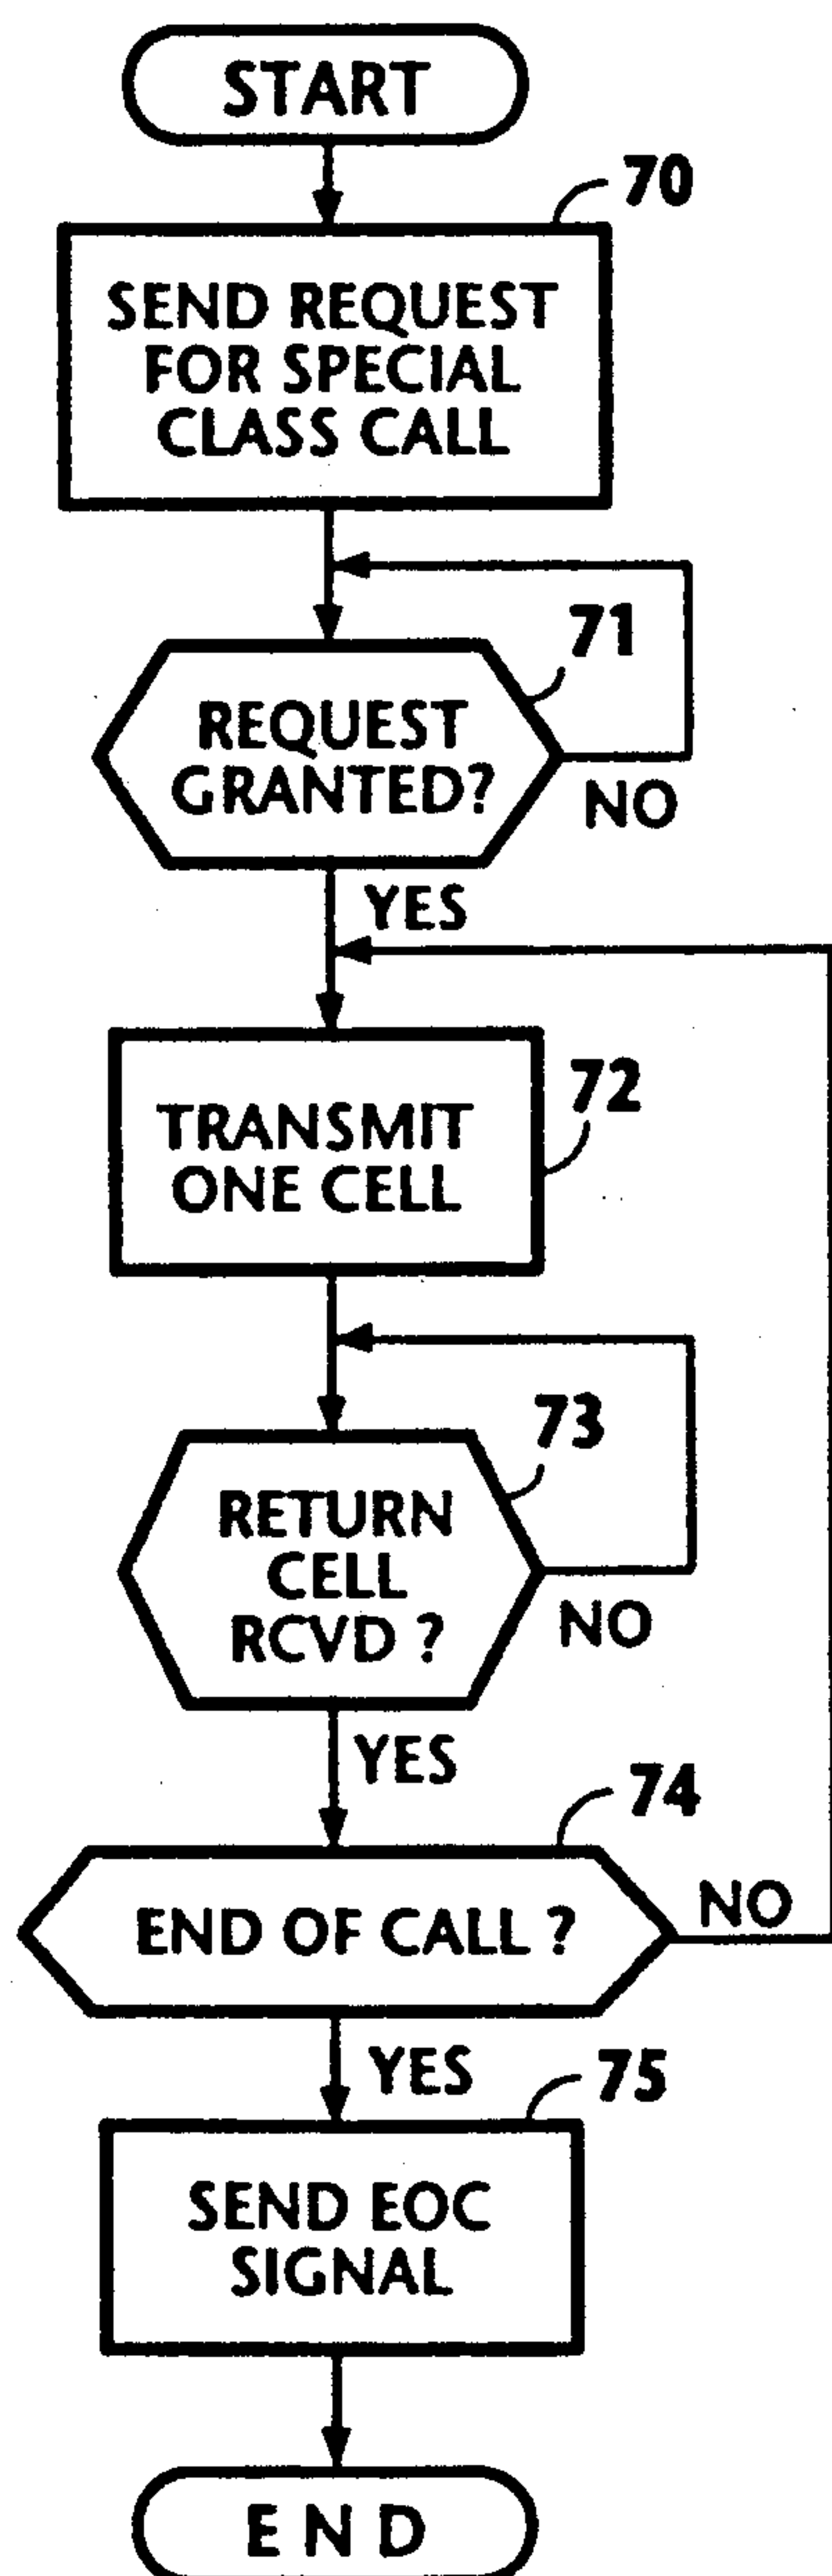 START
70
SEND REQUEST
FOR SPECIAL
CLASS CALL
71
REQUEST
GRANTED?
NO
YES
72
TRANSMIT
ONE CELL
73
RETURN
CELL
RCVD ?
NO
YES
74
END OF CALL ?
NO
YES
75
SEND EOC
SIGNAL
END